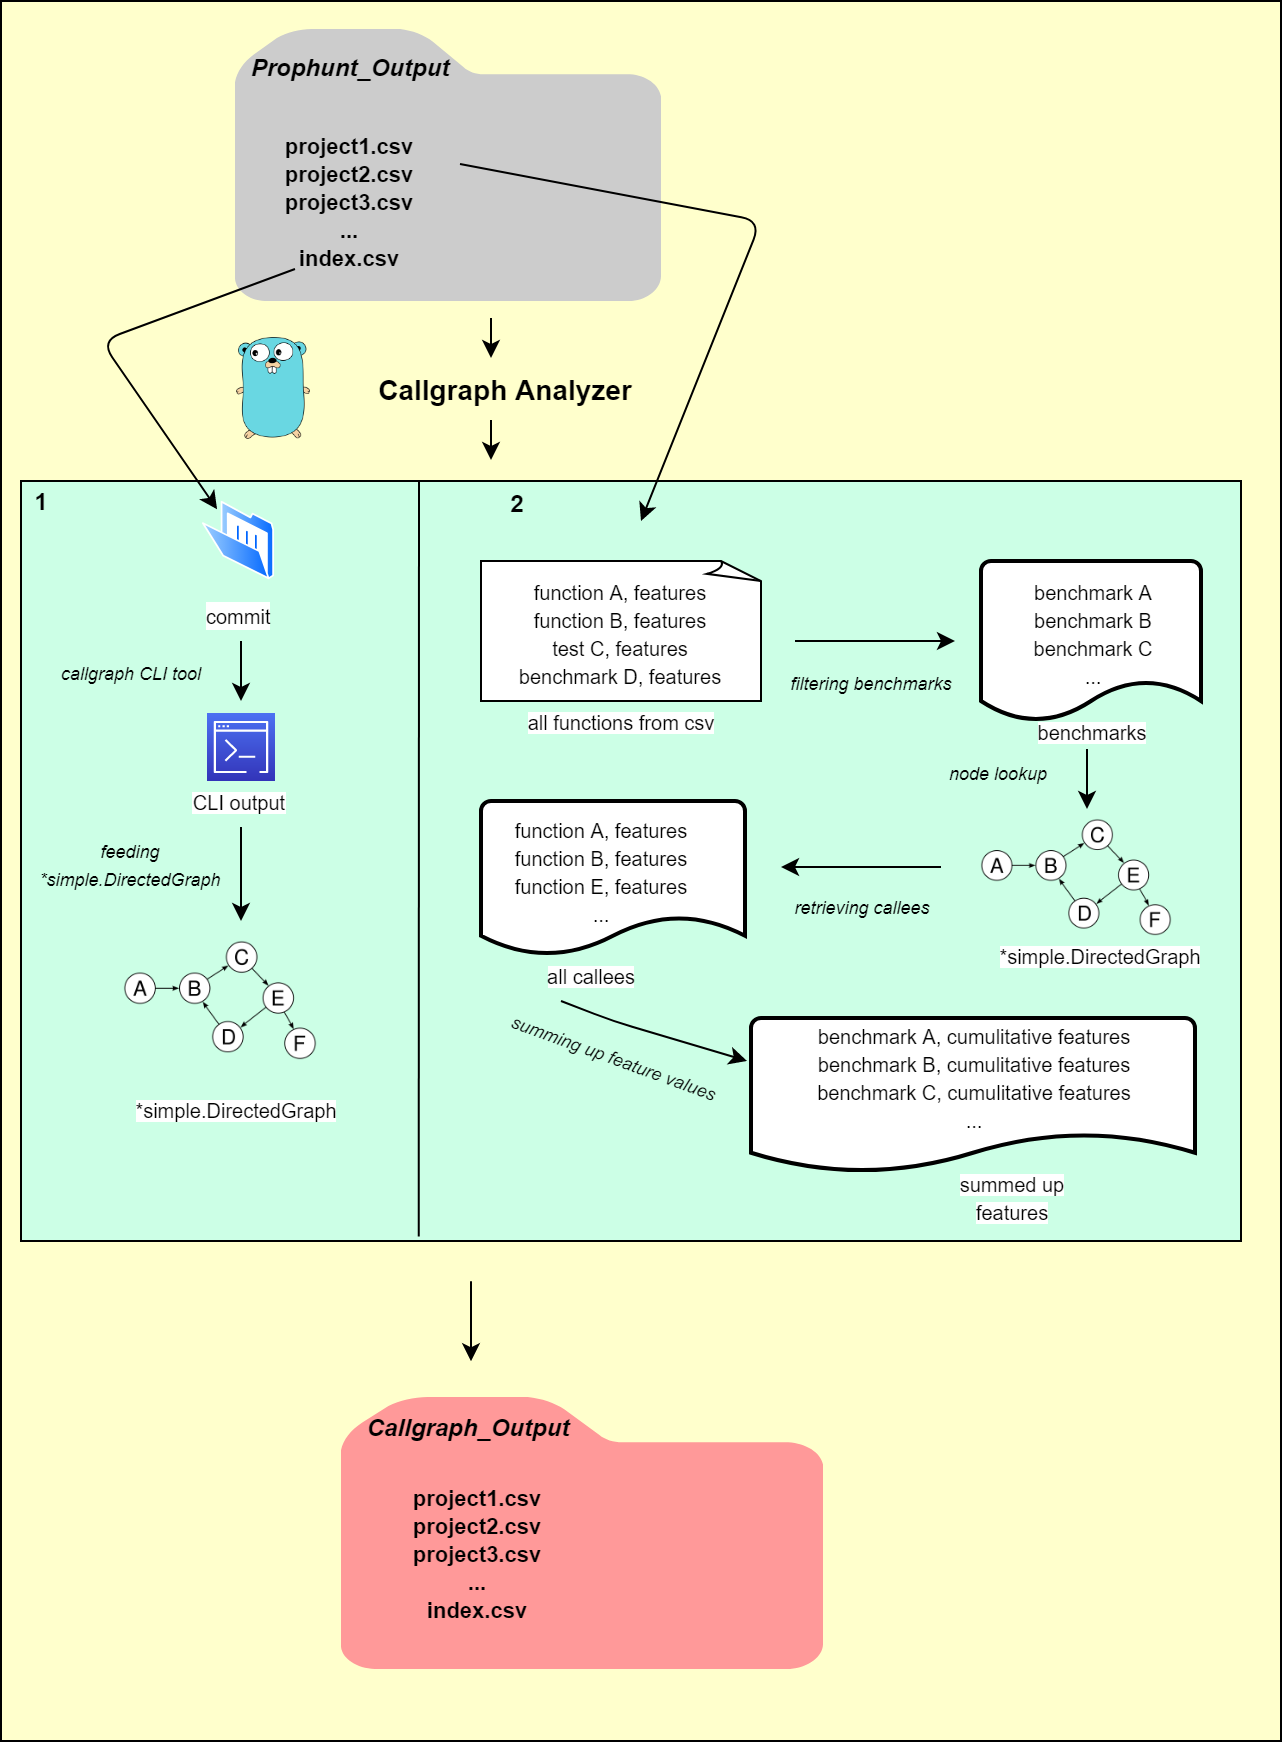 Prophunt_Output
project1.csv
project2.csv
project3.csv
...
index.csv
Callgraph Analyzer
1
commit
callgraph CLI tool
CLI output
feeding
*simple.DirectedGraph
A
B
C
D
E
F
*simple.DirectedGraph
2
function A, features
function B, features
test C, features
benchmark D, features
all functions from csv
filtering benchmarks
benchmark A
benchmark B
benchmark C
...
benchmarks
node lookup
A
B
C
D
E
F
*simple.DirectedGraph
retrieving callees
function A, features
function B, features
function E, features
...
all callees
summing up feature values
benchmark A, cumulitative features
benchmark B, cumulitative features
benchmark C, cumulitative features
...
summed up
features
Callgraph_Output
project1.csv
project2.csv
project3.csv
...
index.csv